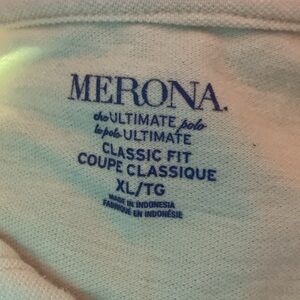 MERONA.
the ULTIMATE polo
le polo ULTIMATE
CLASSIC FIT
COUPE CLASSIQUE
XL/TG
MADE IN INDONESIA
FABRIQUÉ EN INDONÉSIE